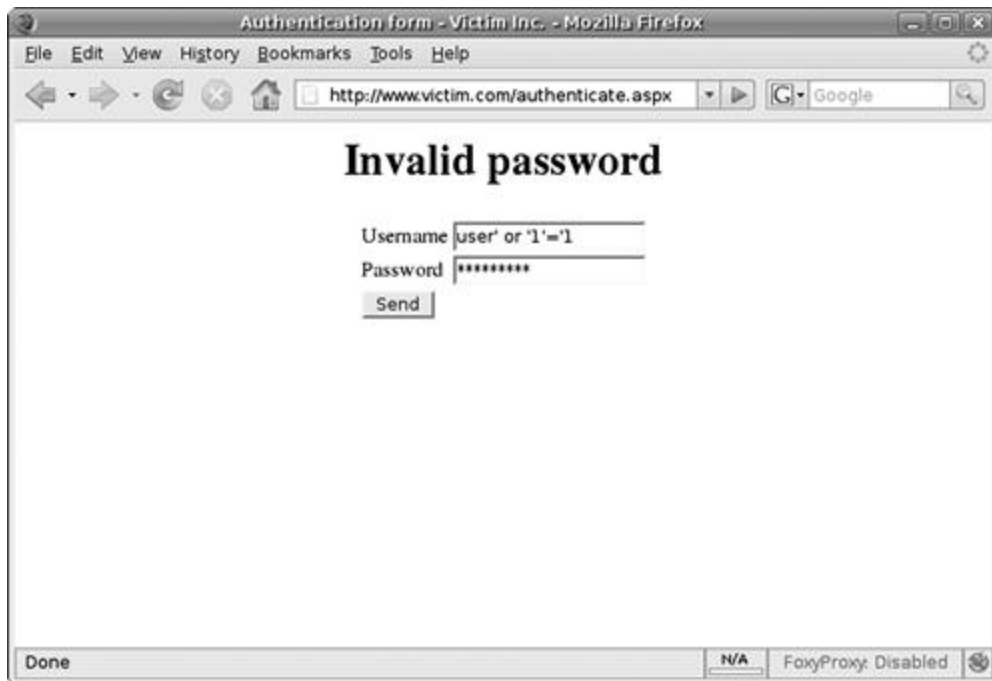 Authentication form - Victim Inc. - Mozilla Firefox
File Edit View History Bookmarks Tools Help
http://www.victim.com/authenticate.aspx G Google
Invalid password
Username user' or '1'='1
Password *********
Send
Done N/A FoxyProxy: Disabled